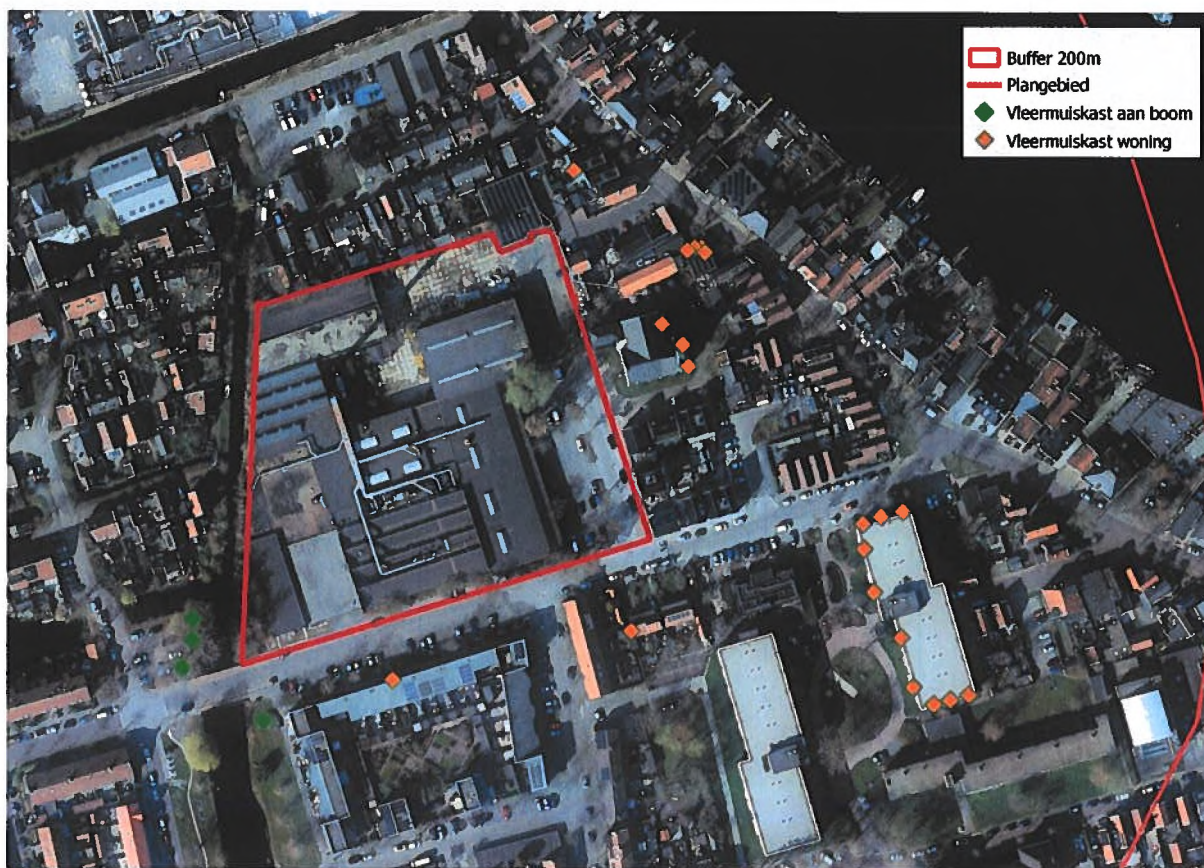 Buffer 200m
Plangebied
Vleermuiskast aan boom
Vleermuiskast woning